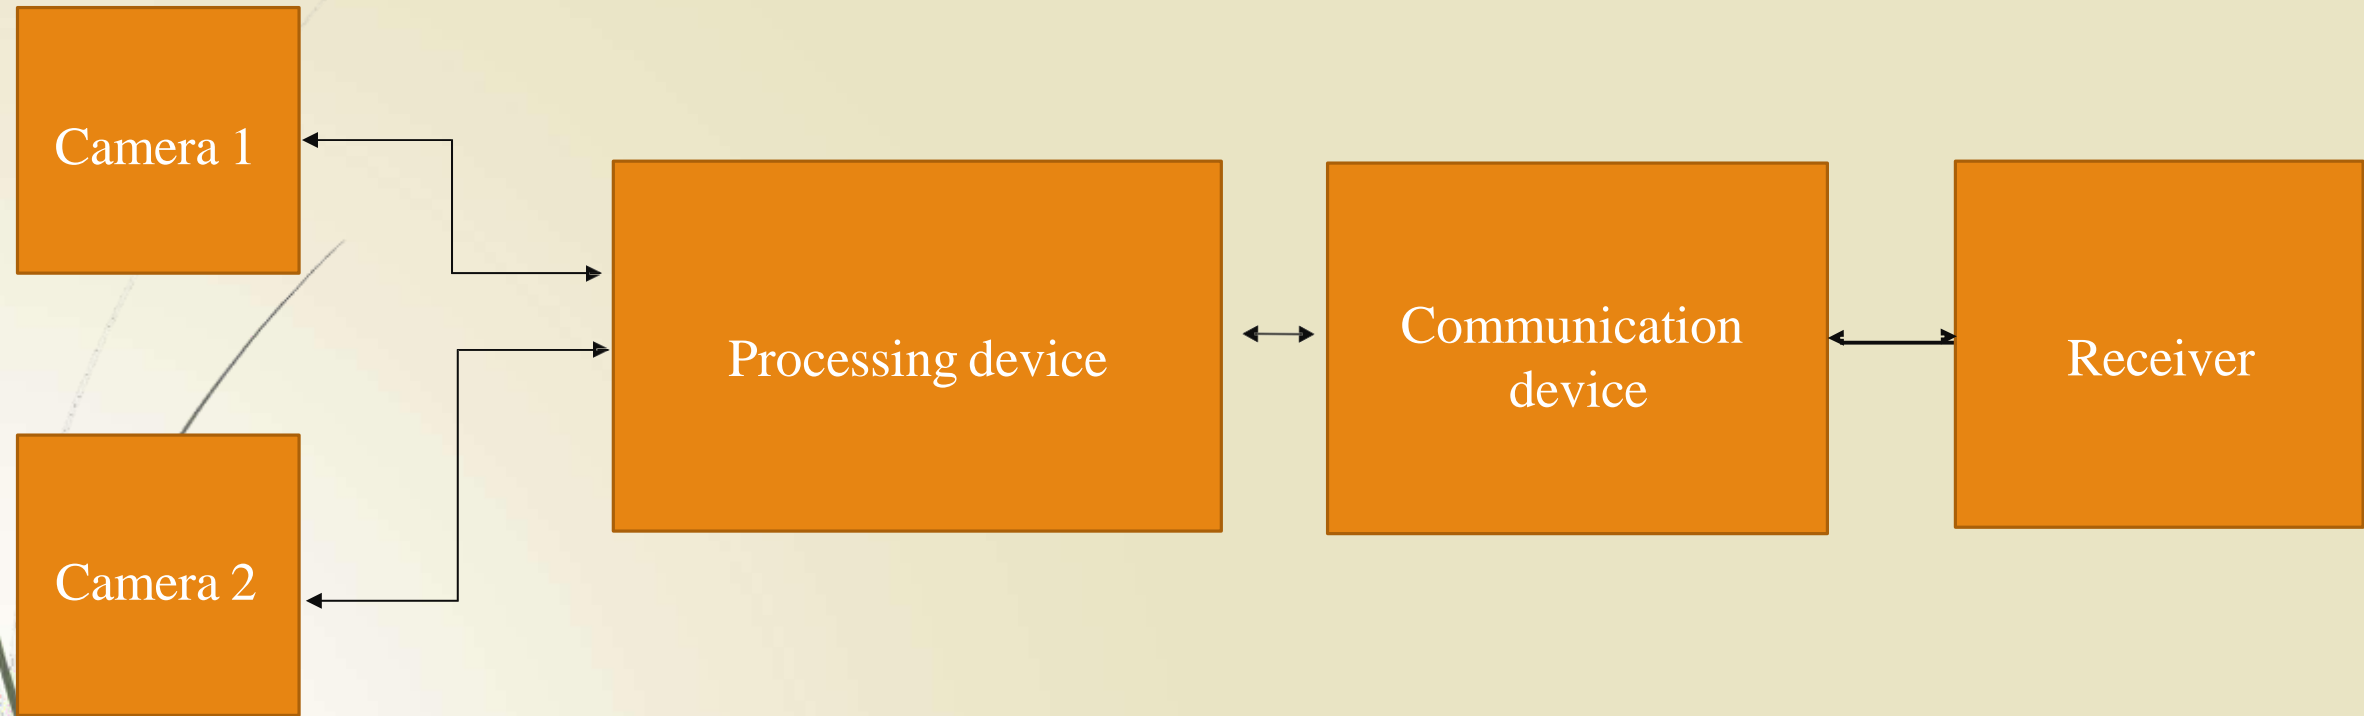 Camera 1
Processing device
Communication
device
Receiver
Camera 2